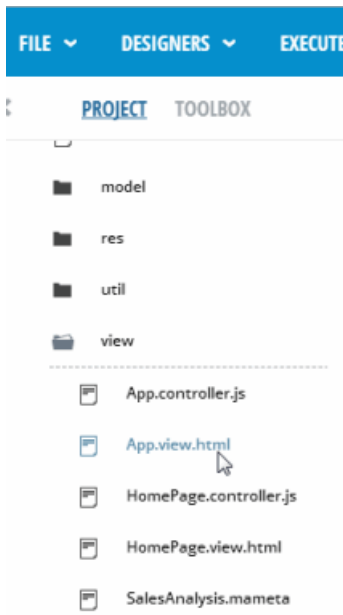 FILE DESIGNERS EXECUTE
PROJECT TOOLBOX
model
res
util
view
App.controller.js
App.view.html
HomePage.controller.js
HomePage.view.html
SalesAnalysis.mameta